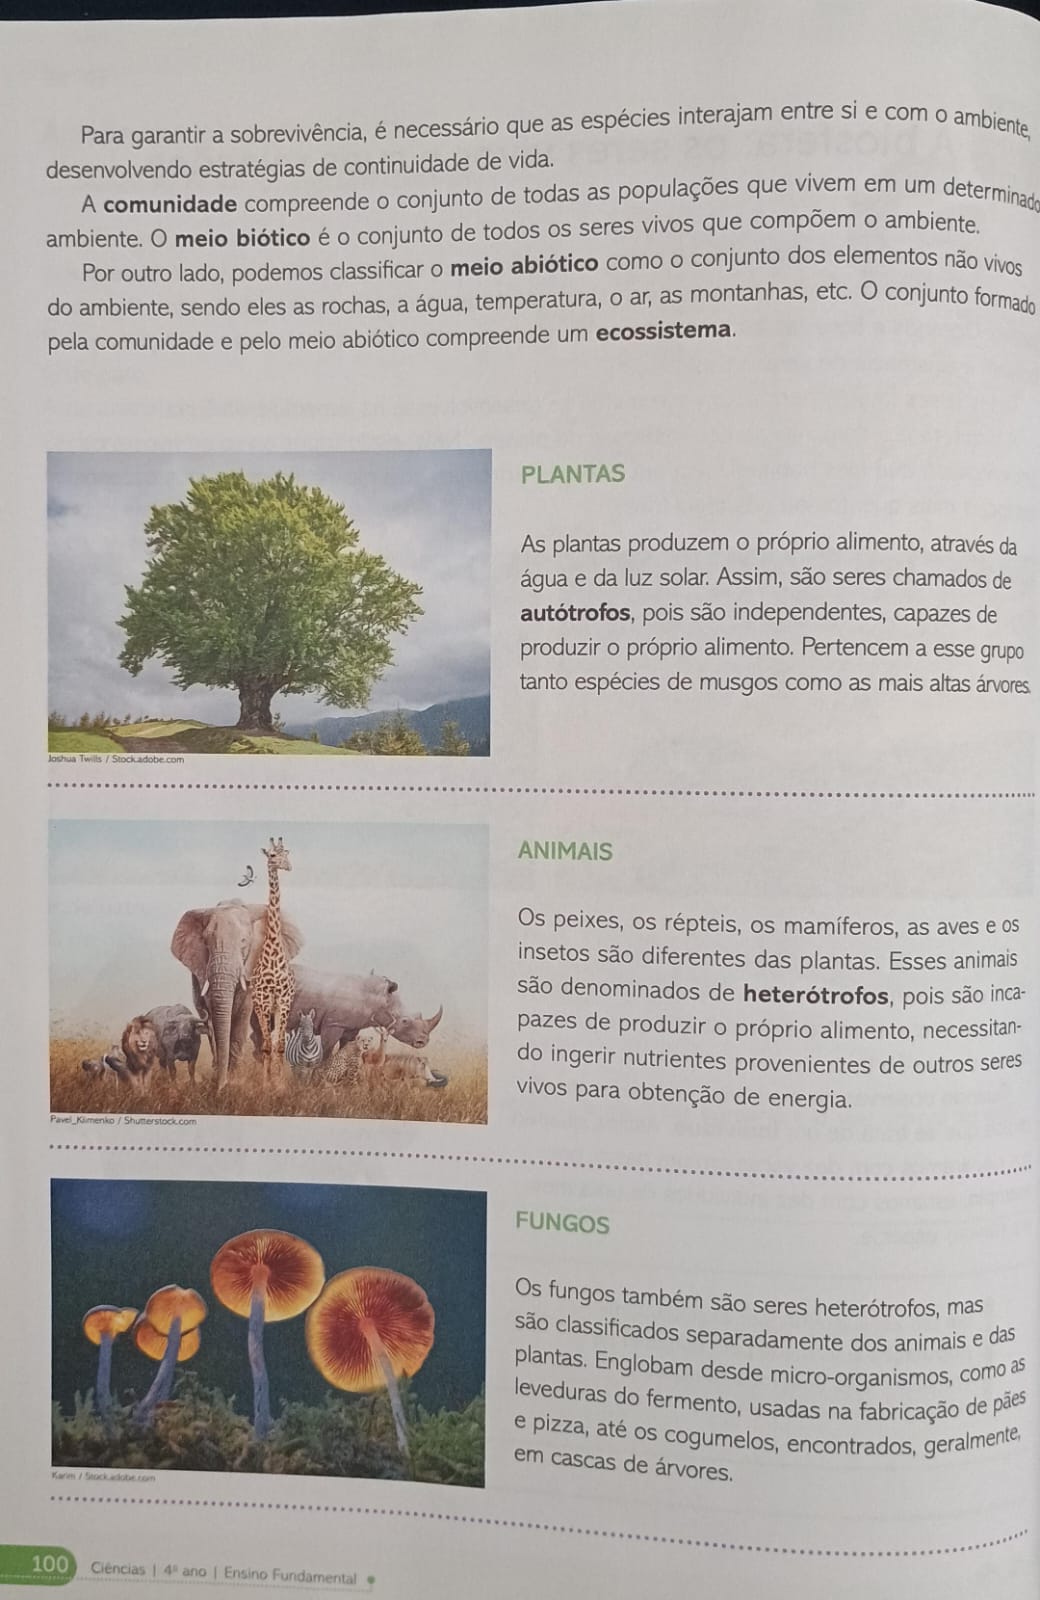 Para garantir a sobrevivência, é necessário que as espécies interajam entre si e com o ambiente,
desenvolvendo estratégias de continuidade de vida.
A comunidade compreende o conjunto de todas as populações que vivem em um determinado
ambiente. O meio biótico é o conjunto de todos os seres vivos que compõem o ambiente.
Por outro lado, podemos classificar o meio abiótico como o conjunto dos elementos não vivos
do ambiente, sendo eles as rochas, a água, temperatura, o ar, as montanhas, etc. O conjunto formado
pela comunidade e pelo meio abiótico compreende um ecossistema.
PLANTAS
As plantas produzem o próprio alimento, através da
água e da luz solar. Assim, são seres chamados de
autótrofos, pois são independentes, capazes de
produzir o próprio alimento. Pertencem a esse grupo
tanto espécies de musgos como as mais altas árvores.
Joshua Twills / Stock.adobe.com
ANIMAIS
Os peixes, os répteis, os mamíferos, as aves e os
insetos são diferentes das plantas. Esses animais
são denominados de heterótrofos, pois são inca-
pazes de produzir o próprio alimento, necessitan-
do ingerir nutrientes provenientes de outros seres
vivos para obtenção de energia.
Pavel_Klimenko / Shutterstock.com
FUNGOS
Os fungos também são seres heterótrofos, mas
são classificados separadamente dos animais e das
plantas. Englobam desde micro-organismos, como as
leveduras do fermento, usadas na fabricação de pães
e pizza, até os cogumelos, encontrados, geralmente,
em cascas de árvores.
Karim / Stock.adobe.com
100 Ciências | 4º ano | Ensino Fundamental